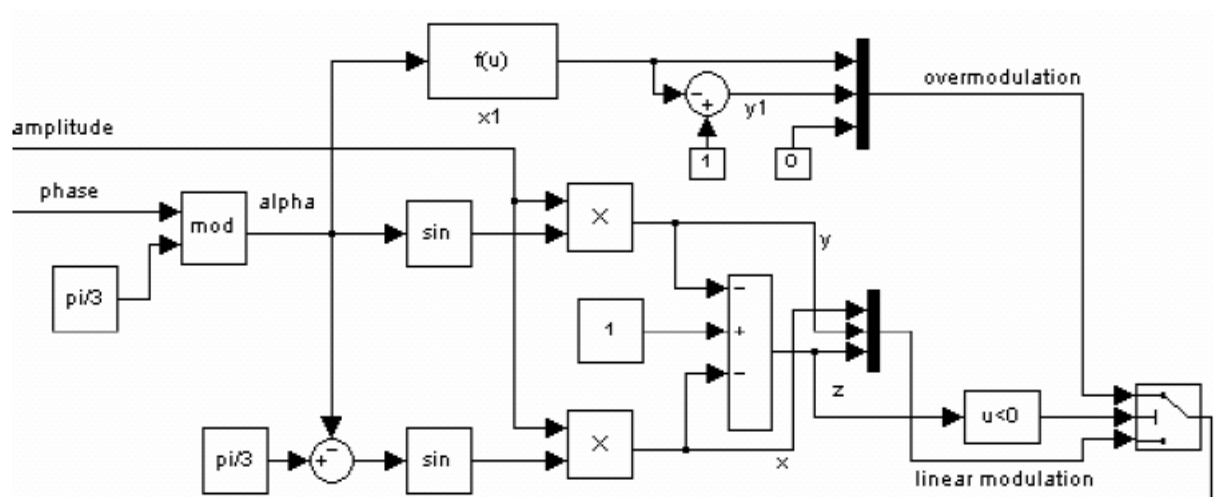 f(u)
x1
overmodulation
−
+
y1
1
0
amplitude
phase
alpha
mod
pi/3
sin
X
y
1
−
+
−
z
u<0
pi/3
+
−
sin
X
x
linear modulation